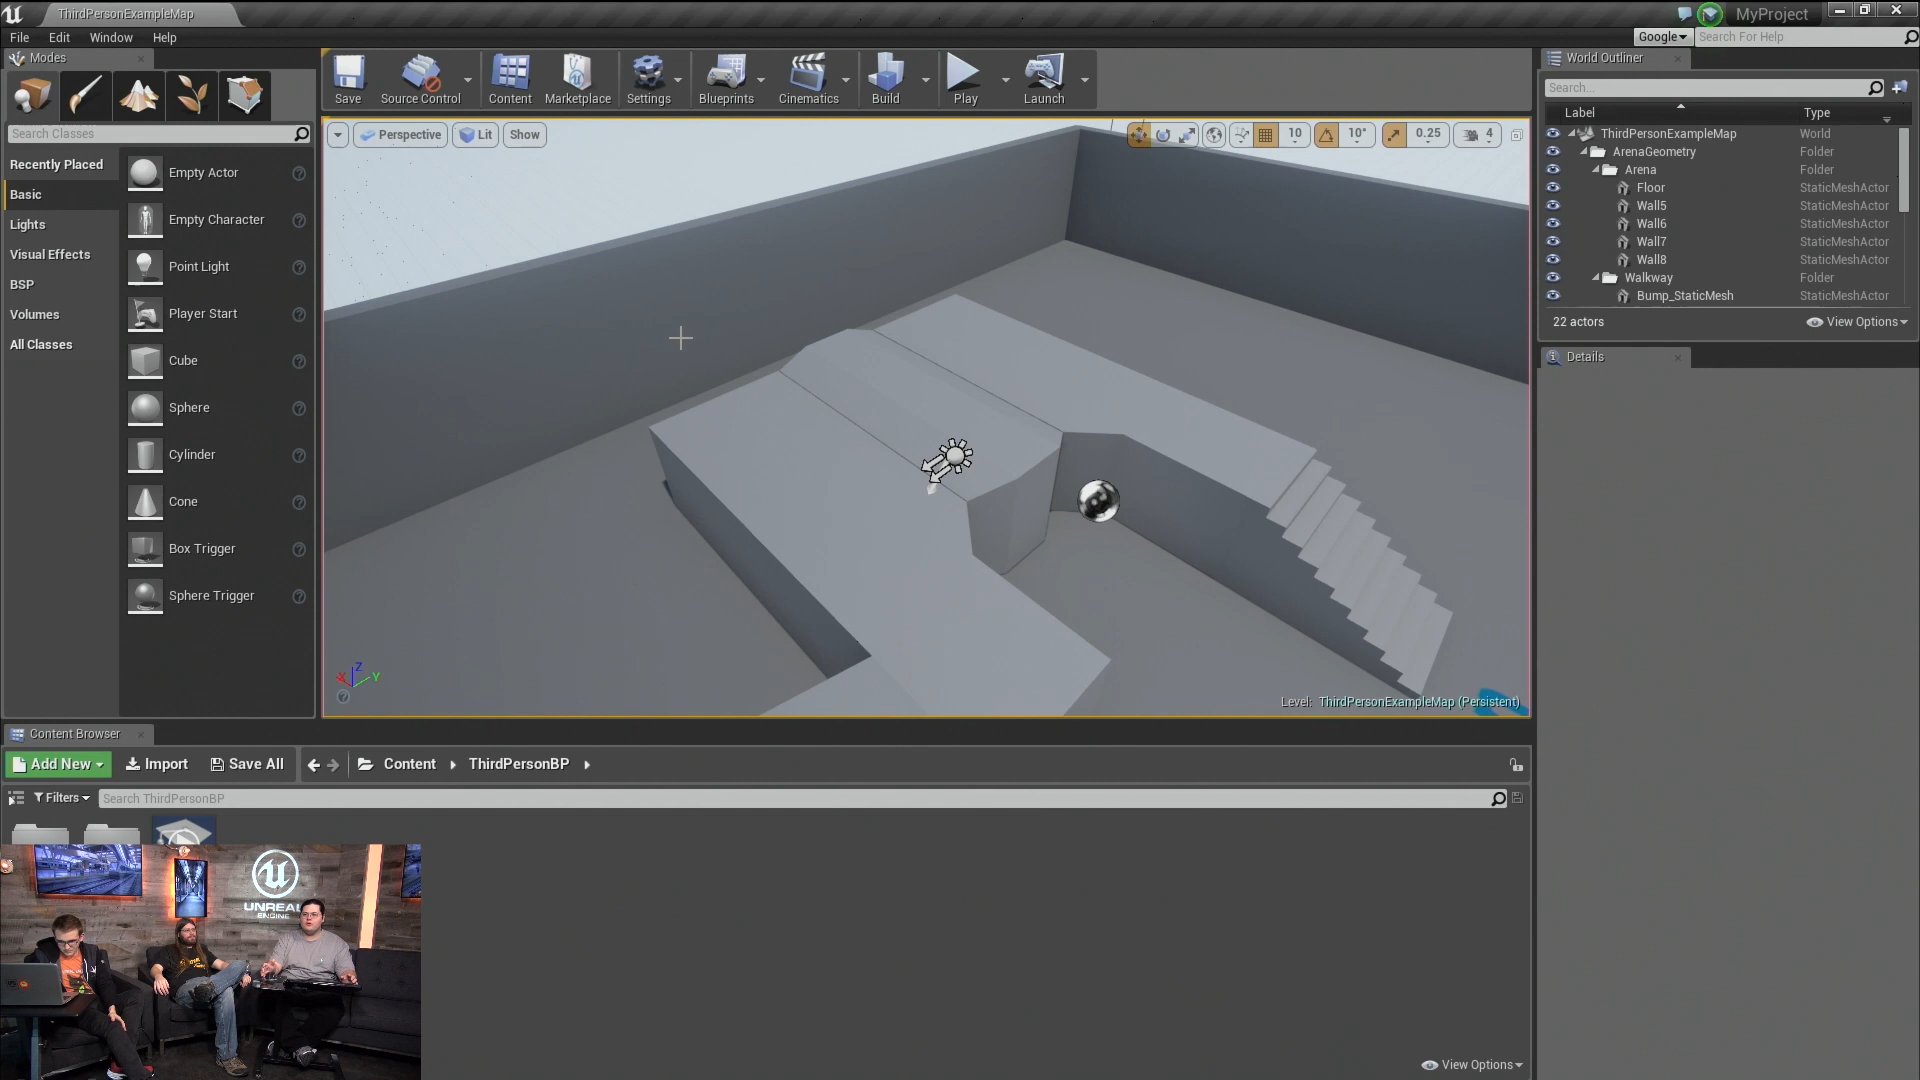 ThirdPersonExampleMap
MyProject
File Edit Window Help
Google
Search For Help
Modes
Search Classes
Recently Placed
Basic
Lights
Visual Effects
BSP
Volumes
All Classes
Empty Actor
Empty Character
Point Light
Player Start
Cube
Sphere
Cylinder
Cone
Box Trigger
Sphere Trigger
Save
Source Control
Content
Marketplace
Settings
Blueprints
Cinematics
Build
Play
Launch
Perspective
Lit
Show
10
10°
0.25
4
X
Y
Z
Level: ThirdPersonExampleMap (Persistent)
World Outliner
Search...
Label Type
ThirdPersonExampleMap World
ArenaGeometry Folder
Arena Folder
Floor StaticMeshActor
Wall5 StaticMeshActor
Wall6 StaticMeshActor
Wall7 StaticMeshActor
Wall8 StaticMeshActor
Walkway Folder
Bump_StaticMesh StaticMeshActor
22 actors
View Options
Details
Content Browser
Add New
Import
Save All
Content
ThirdPersonBP
Filters
Search ThirdPersonBP
UNREAL
ENGINE
View Options